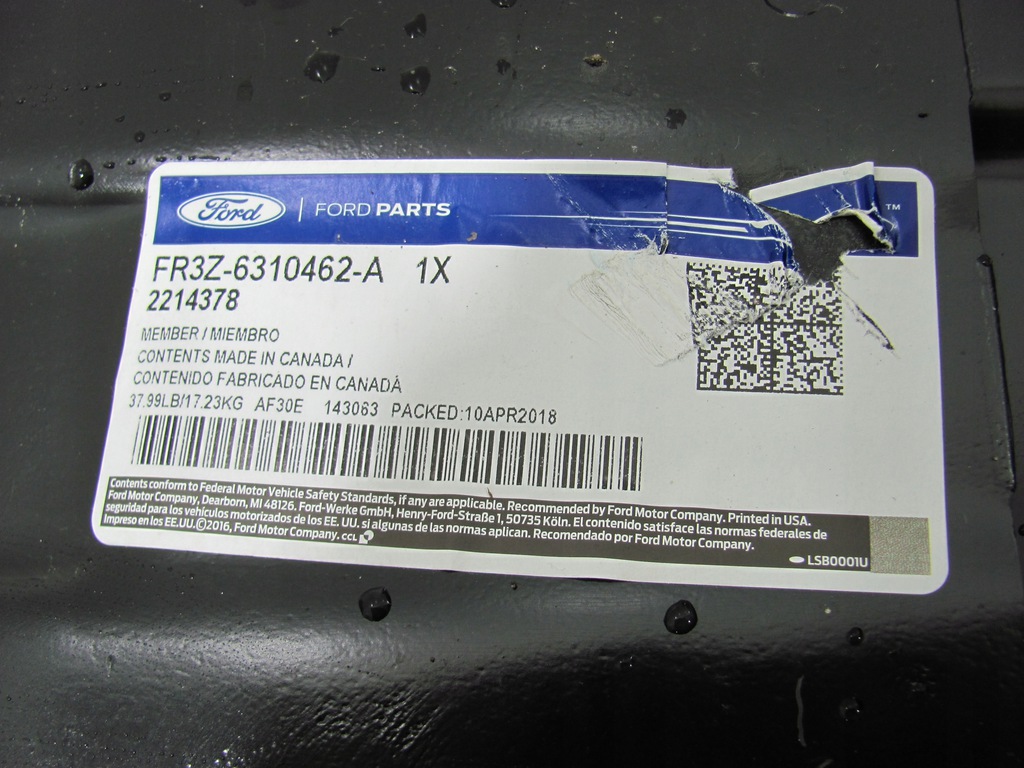 Ford | FORD PARTS ™
FR3Z-6310462-A 1X
2214378
MEMBER / MIEMBRO
CONTENTS MADE IN CANADA /
CONTENIDO FABRICADO EN CANADÁ
37.99LB/17.23KG AF30E 143063 PACKED:10APR2018
Contents conform to Federal Motor Vehicle Safety Standards, if any are applicable. Recommended by Ford Motor Company. Printed in USA.
Ford Motor Company, Dearborn, MI 48126. Ford-Werke GmbH, Henry-Ford-Straße 1, 50735 Köln. El contenido satisface las normas federales de
seguridad para los vehículos motorizados de los EE. UU. si algunas de las normas aplican. Recomendado por Ford Motor Company.
Impreso en los EE.UU.©2016, Ford Motor Company. CCL
LSB0001U